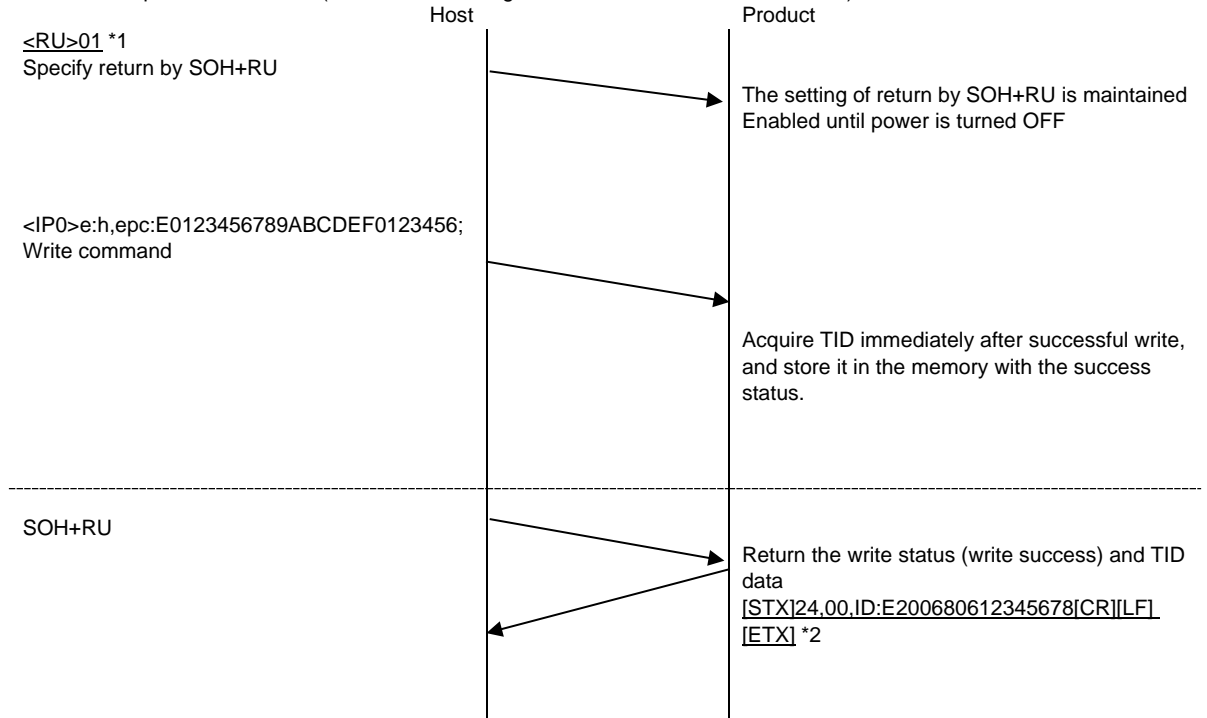 Host Product
<RU>01 *1
Specify return by SOH+RU
The setting of return by SOH+RU is maintained
Enabled until power is turned OFF
<IP0>e:h,epc:E0123456789ABCDEF0123456;
Write command
Acquire TID immediately after successful write,
and store it in the memory with the success
status.
SOH+RU
Return the write status (write success) and TID
data
[STX]24,00,ID:E200680612345678[CR][LF]
[ETX] *2